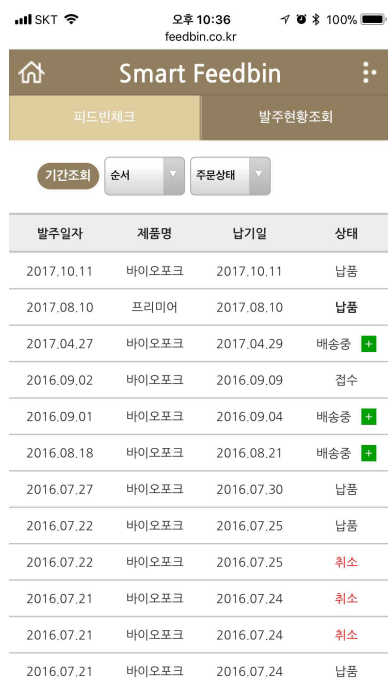 SKT 오후 10:36 100%
feedbin.co.kr
Smart Feedbin
피드빈체크 발주현황조회
기간조회 순서 주문상태
발주일자 제품명 납기일 상태
2017.10.11 바이오포크 2017.10.11 납품
2017.08.10 프리미어 2017.08.10 납품
2017.04.27 바이오포크 2017.04.29 배송중 +
2016.09.02 바이오포크 2016.09.09 접수
2016.09.01 바이오포크 2016.09.04 배송중 +
2016.08.18 바이오포크 2016.08.21 배송중 +
2016.07.27 바이오포크 2016.07.30 납품
2016.07.22 바이오포크 2016.07.25 납품
2016.07.22 바이오포크 2016.07.25 취소
2016.07.21 바이오포크 2016.07.24 취소
2016.07.21 바이오포크 2016.07.24 취소
2016.07.21 바이오포크 2016.07.24 납품